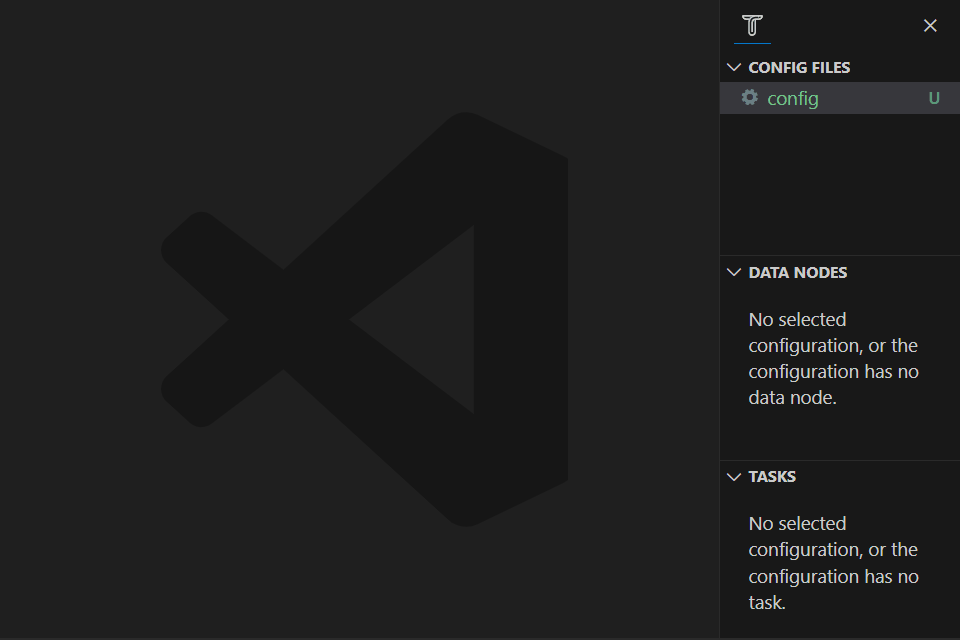 CONFIG FILES
config U
DATA NODES
No selected
configuration, or the
configuration has no
data node.
TASKS
No selected
configuration, or the
configuration has no
task.